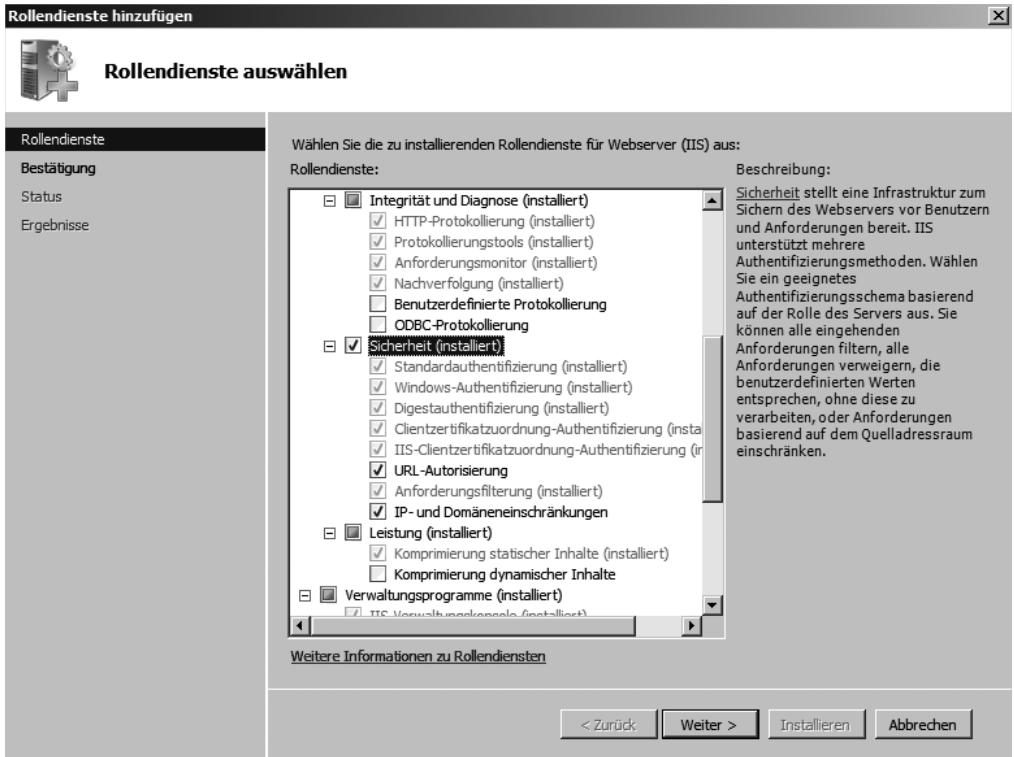 Rollendienste hinzufügen
Rollendienste auswählen
Rollendienste
Bestätigung
Status
Ergebnisse
Wählen Sie die zu installierenden Rollendienste für Webserver (IIS) aus:
Rollendienste:
Integrität und Diagnose (installiert)
HTTP-Protokollierung (installiert)
Protokollierungstools (installiert)
Anforderungsmonitor (installiert)
Nachverfolgung (installiert)
Benutzerdefinierte Protokollierung
ODBC-Protokollierung
Sicherheit (installiert)
Standardauthentifizierung (installiert)
Windows-Authentifizierung (installiert)
Digestauthentifizierung (installiert)
Clientzertifikatzuordnung-Authentifizierung (insta
IIS-Clientzertifikatzuordnung-Authentifizierung (ir
URL-Autorisierung
Anforderungsfilterung (installiert)
IP- und Domäneneinschränkungen
Leistung (installiert)
Komprimierung statischer Inhalte (installiert)
Komprimierung dynamischer Inhalte
Verwaltungsprogramme (installiert)
IIS-Verwaltungskonsole (installiert)
Beschreibung:
Sicherheit stellt eine Infrastruktur zum
Sichern des Webservers vor Benutzern
und Anforderungen bereit. IIS
unterstützt mehrere
Authentifizierungsmethoden. Wählen
Sie ein geeignetes
Authentifizierungsschema basierend
auf der Rolle des Servers aus. Sie
können alle eingehenden
Anforderungen filtern, alle
Anforderungen verweigern, die
benutzerdefinierten Werten
entsprechen, ohne diese zu
verarbeiten, oder Anforderungen
basierend auf dem Quelladressraum
einschränken.
Weitere Informationen zu Rollendiensten
< Zurück
Weiter >
Installieren
Abbrechen